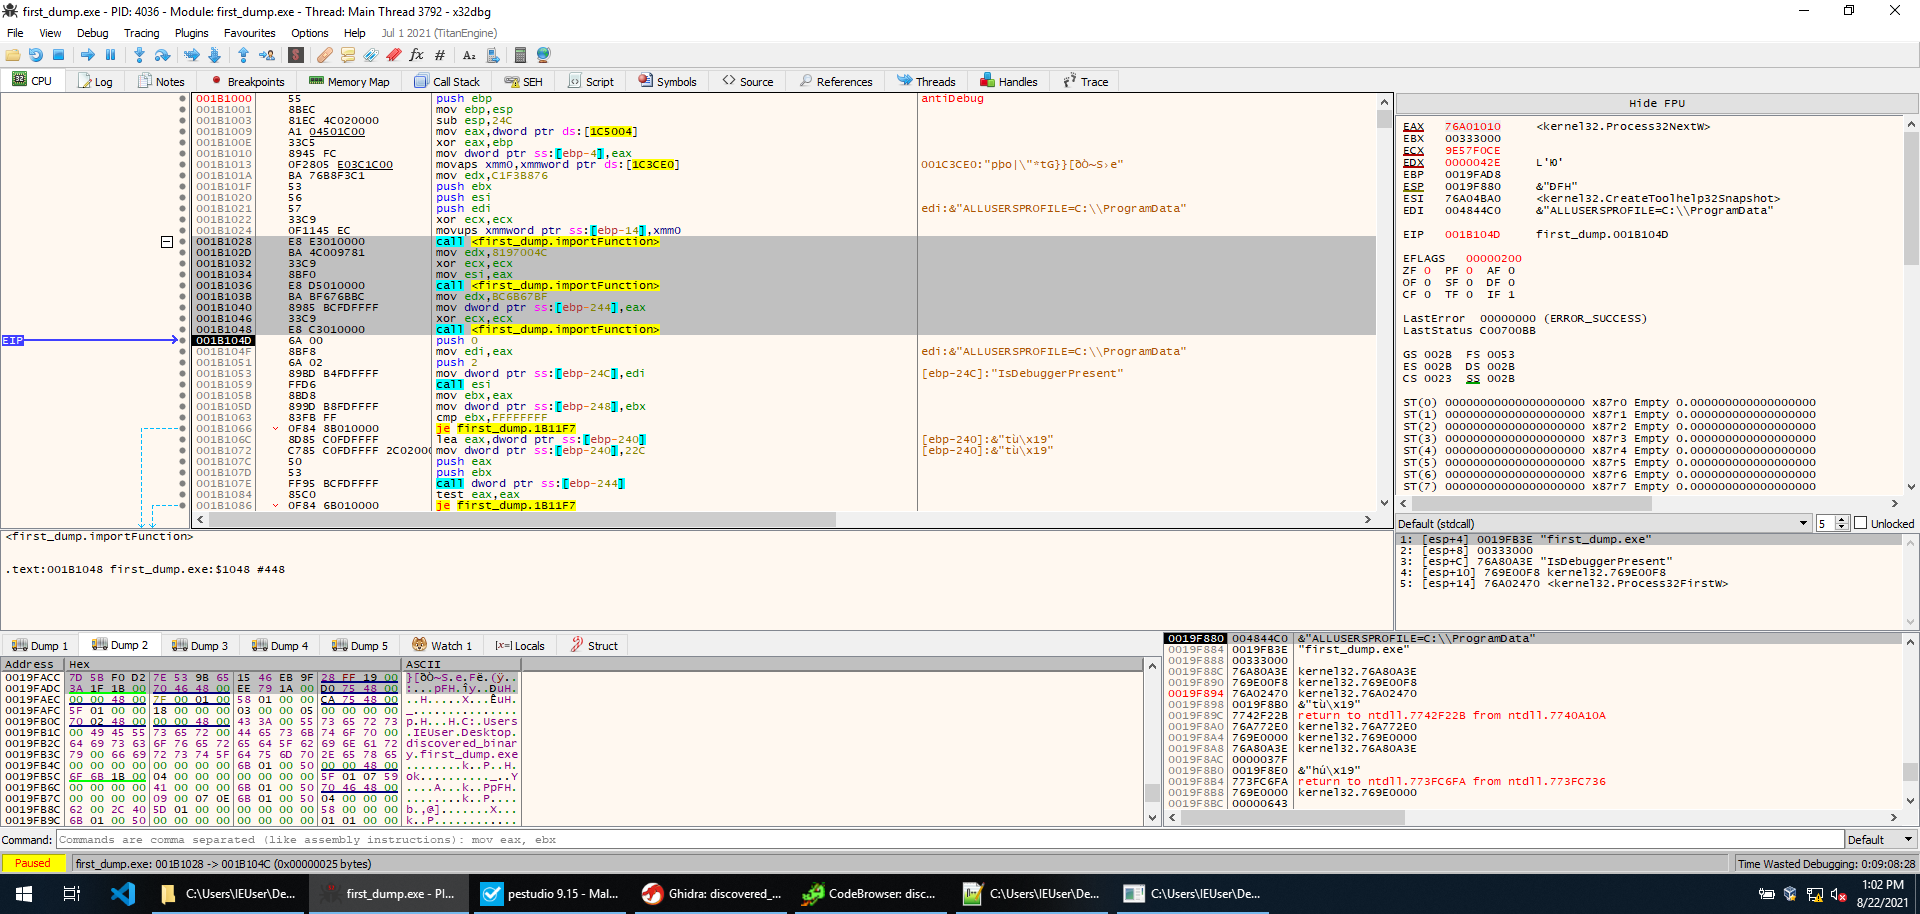 first_dump.exe - PID: 4036 - Module: first_dump.exe - Thread: Main Thread 3792 - x32dbg
File View Debug Tracing Plugins Favourites Options Help Jul 1 2021 (TitanEngine)
CPU Log Notes Breakpoints Memory Map Call Stack SEH Script Symbols Source References Threads Handles Trace
001B1000 55 push ebp antiDebug
001B1001 8BEC mov ebp,esp
001B1003 81EC 4C020000 sub esp,24C
001B1009 A1 04501C00 mov eax,dword ptr ds:[1C5004]
001B100E 33C5 xor eax,ebp
001B1010 8945 FC mov dword ptr ss:[ebp-4],eax
001B1013 0F2805 E03C1C00 movaps xmm0,xmmword ptr ds:[1C3CE0] 001C3CE0:"pþo|\"*tG}}[ðÒ~S›e"
001B101A BA 76B8F3C1 mov edx,C1F3B876
001B101F 53 push ebx
001B1020 56 push esi
001B1021 57 push edi edi:&"ALLUSERSPROFILE=C:\\ProgramData"
001B1022 33C9 xor ecx,ecx
001B1024 0F1145 EC movups xmmword ptr ss:[ebp-14],xmm0
001B1028 E8 E3010000 call <first_dump.importFunction>
001B102D BA 4C009781 mov edx,8197004C
001B1032 33C9 xor ecx,ecx
001B1034 8BF0 mov esi,eax
001B1036 E8 D5010000 call <first_dump.importFunction>
001B103B BA BF676BBC mov edx,BC6B67BF
001B1040 8985 BCFDFFFF mov dword ptr ss:[ebp-244],eax
001B1046 33C9 xor ecx,ecx
001B1048 E8 C3010000 call <first_dump.importFunction>
EIP 001B104D 6A 00 push 0
001B104F 8BF8 mov edi,eax edi:&"ALLUSERSPROFILE=C:\\ProgramData"
001B1051 6A 02 push 2
001B1053 89BD B4FDFFFF mov dword ptr ss:[ebp-24C],edi [ebp-24C]:"IsDebuggerPresent"
001B1059 FFD6 call esi
001B105B 8BD8 mov ebx,eax
001B105D 899D B8FDFFFF mov dword ptr ss:[ebp-248],ebx
001B1063 83FB FF cmp ebx,FFFFFFFF
001B1066 0F84 8B010000 je first_dump.1B11F7
001B106C 8D85 C0FDFFFF lea eax,dword ptr ss:[ebp-240] [ebp-240]:&"tù\x19"
001B1072 C785 C0FDFFFF 2C02000 mov dword ptr ss:[ebp-240],22C [ebp-240]:&"tù\x19"
001B107C 50 push eax
001B107D 53 push ebx
001B107E FF95 BCFDFFFF call dword ptr ss:[ebp-244]
001B1084 85C0 test eax,eax
001B1086 0F84 6B010000 je first_dump.1B11F7
Hide FPU
EAX 76A01010 <kernel32.Process32NextW>
EBX 00333000
ECX 9E57F0CE
EDX 0000042E L'Ю'
EBP 0019FAD8
ESP 0019F880 &"DFH"
ESI 76A04BA0 <kernel32.CreateToolhelp32Snapshot>
EDI 004844C0 &"ALLUSERSPROFILE=C:\\ProgramData"
EIP 001B104D first_dump.001B104D
EFLAGS 00000200
ZF 0 PF 0 AF 0
OF 0 SF 0 DF 0
CF 0 TF 0 IF 1
LastError 00000000 (ERROR_SUCCESS)
LastStatus C00700BB
GS 002B FS 0053
ES 002B DS 002B
CS 0023 SS 002B
ST(0) 00000000000000000000 x87r0 Empty 0.000000000000000000
ST(1) 00000000000000000000 x87r1 Empty 0.000000000000000000
ST(2) 00000000000000000000 x87r2 Empty 0.000000000000000000
ST(3) 00000000000000000000 x87r3 Empty 0.000000000000000000
ST(4) 00000000000000000000 x87r4 Empty 0.000000000000000000
ST(5) 00000000000000000000 x87r5 Empty 0.000000000000000000
ST(6) 00000000000000000000 x87r6 Empty 0.000000000000000000
ST(7) 00000000000000000000 x87r7 Empty 0.000000000000000000
Default (stdcall) 5 Unlocked
1: [esp+4] 0019FB3E "first_dump.exe"
2: [esp+8] 00333000
3: [esp+C] 76A80A3E "IsDebuggerPresent"
4: [esp+10] 769E00F8 kernel32.769E00F8
5: [esp+14] 76A02470 <kernel32.Process32FirstW>
<first_dump.importFunction>
.text:001B1048 first_dump.exe:$1048 #448
Dump 1 Dump 2 Dump 3 Dump 4 Dump 5 Watch 1 Locals Struct
Address Hex ASCII
0019FACC 7D 5B F0 D2 7E 53 9B 65 15 46 EB 9F 28 FF 19 00 }[ðÒ~S.e.Fë.(ÿ..
0019FADC 3A 1F 1B 00 70 46 48 00 EE 79 1A 00 D0 75 48 00 :...pFH.îy..ÐuH.
0019FAEC 00 00 48 00 7F 00 01 00 58 01 00 00 CA 75 48 00 ..H.....X...ÊuH.
0019FAFC 5F 01 00 00 18 00 00 00 03 00 00 05 00 00 00 00 _...............
0019FB0C 70 02 48 00 00 00 48 00 43 3A 00 55 73 65 72 73 p.H...H.C:.Users
0019FB1C 00 49 45 55 73 65 72 00 44 65 73 6B 74 6F 70 00 .IEUser.Desktop.
0019FB2C 64 69 73 63 6F 76 65 72 65 64 5F 62 69 6E 61 72 discovered_binar
0019FB3C 79 00 66 69 72 73 74 5F 64 75 6D 70 2E 65 78 65 y.first_dump.exe
0019FB4C 00 00 00 00 00 00 00 00 6B 01 00 50 00 00 48 00 ........k..P..H.
0019FB5C 6F 6B 1B 00 04 00 00 00 00 00 00 00 5F 01 07 59 ok.........._..Y
0019FB6C 00 00 00 00 41 00 00 00 6B 01 00 50 70 46 48 00 ....A...k..PpFH.
0019FB7C 00 00 00 00 09 00 07 0E 6B 01 00 50 04 00 00 00 ........k..P....
0019FB8C 62 00 2C 40 5D 01 00 00 00 00 00 00 58 00 00 00 b.,@].......X...
0019FB9C 6B 01 00 50 00 00 00 00 00 00 00 00 01 01 00 00 k..P............
0019F880 004844C0 &"ALLUSERSPROFILE=C:\\ProgramData"
0019F884 0019FB3E "first_dump.exe"
0019F888 00333000
0019F88C 76A80A3E kernel32.76A80A3E
0019F890 769E00F8 kernel32.769E00F8
0019F894 76A02470 kernel32.76A02470
0019F898 0019F8B0 &"tù\x19"
0019F89C 7742F22B return to ntdll.7742F22B from ntdll.7740A10A
0019F8A0 76A772E0 kernel32.76A772E0
0019F8A4 769E0000 kernel32.769E0000
0019F8A8 76A80A3E kernel32.76A80A3E
0019F8AC 0000037F
0019F8B0 0019F8E0 &"hú\x19"
0019F8B4 773FC6FA return to ntdll.773FC6FA from ntdll.773FC736
0019F8B8 769E0000 kernel32.769E0000
0019F8BC 00000643
Command: Commands are comma separated (like assembly instructions): mov eax, ebx Default
Paused first_dump.exe: 001B1028 -> 001B104C (0x00000025 bytes) Time Wasted Debugging: 0:09:08:28
C:\Users\IEUser\De... first_dump.exe - PI... pestudio 9.15 - Mal... Ghidra: discovered_... CodeBrowser: disc... C:\Users\IEUser\De... C:\Users\IEUser\De... 1:02 PM
8/22/2021